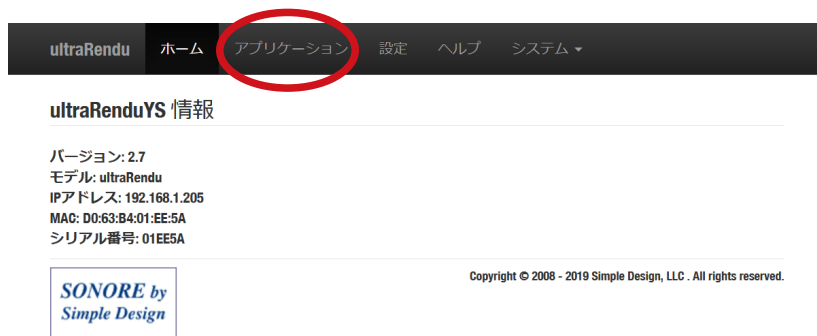 ultraRendu ホーム アプリケーション 設定 ヘルプ システム
ultraRenduYS 情報
バージョン: 2.7
モデル: ultraRendu
IPアドレス: 192.168.1.205
MAC: D0:63:B4:01:EE:5A
シリアル番号: 01EE5A
Copyright © 2008 - 2019 Simple Design, LLC . All rights reserved.
SONORE by
Simple Design